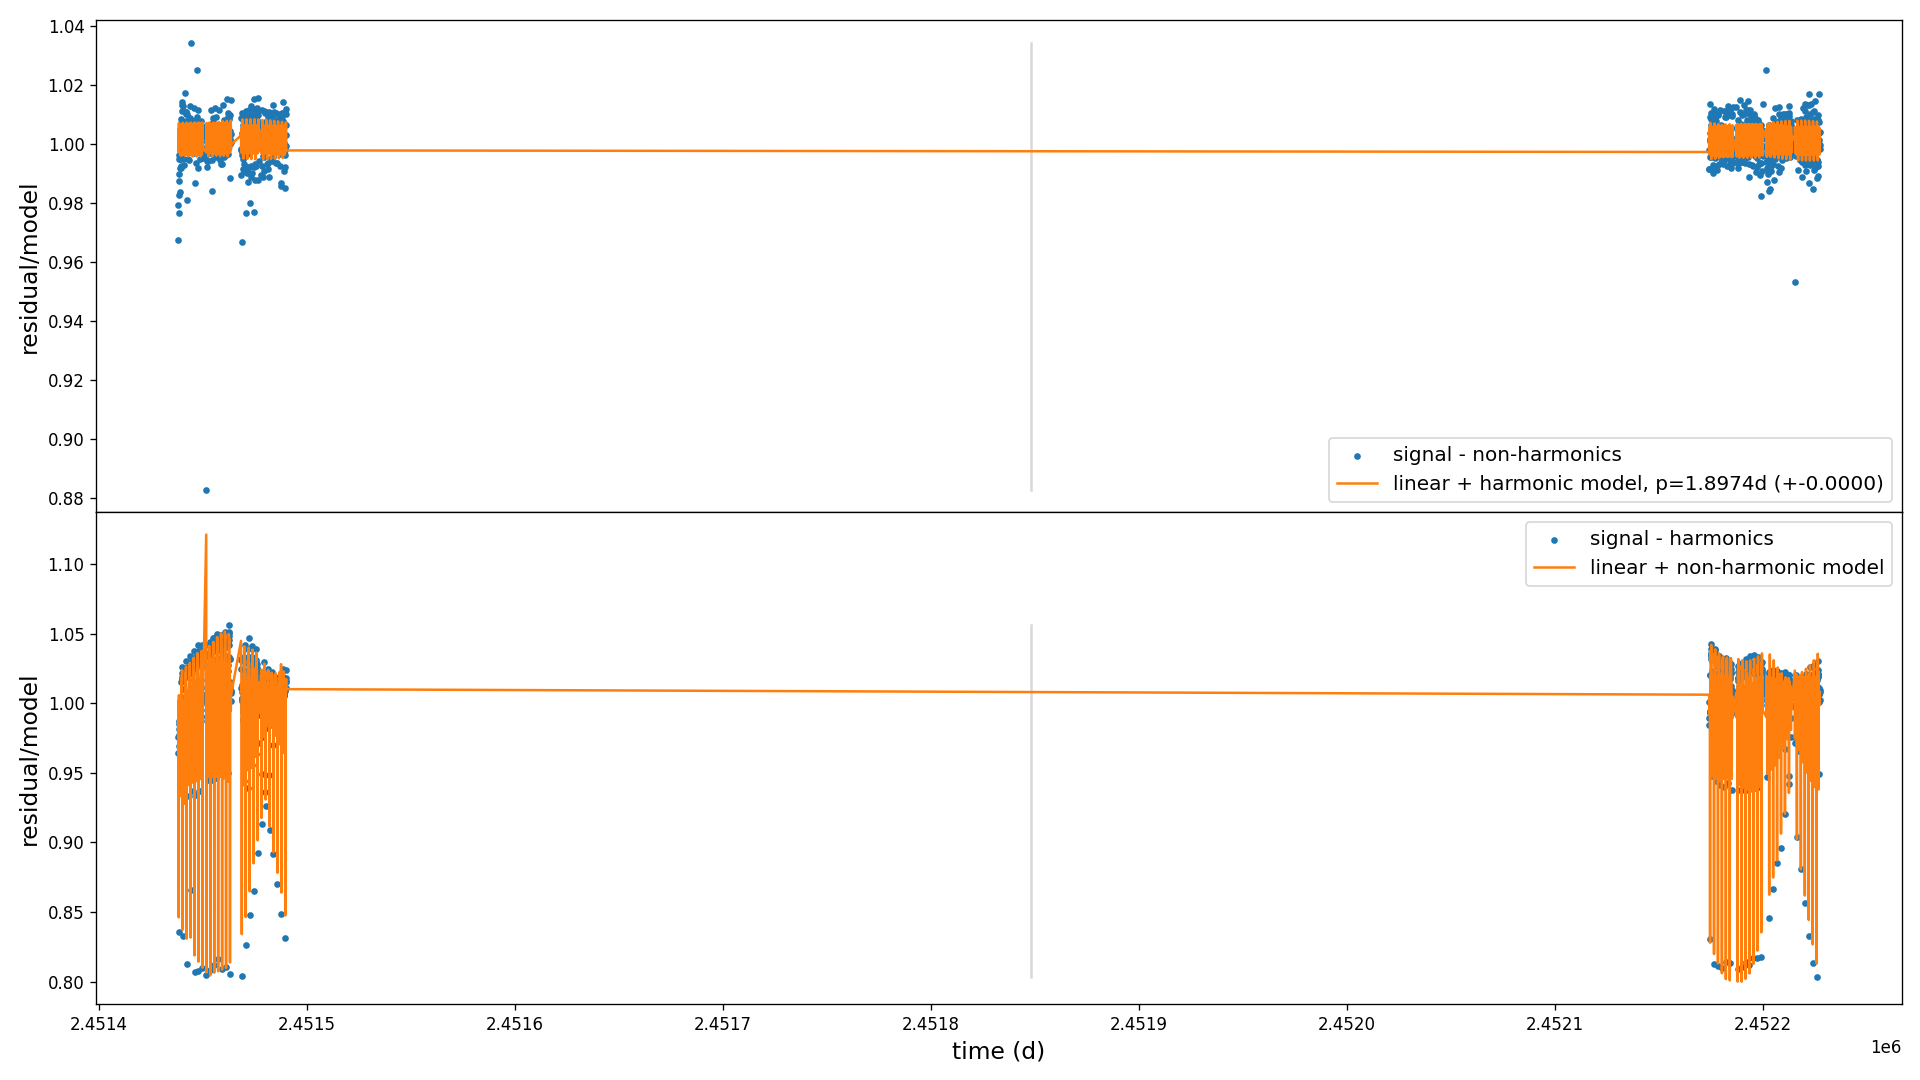 1.04
1.02
1.00
0.98
0.96
0.94
0.92
0.90
0.88
residual/model
signal - non-harmonics
linear + harmonic model, p=1.8974d (+-0.0000)
signal - harmonics
linear + non-harmonic model
1.10
1.05
1.00
0.95
0.90
0.85
0.80
residual/model
2.4514 2.4515 2.4516 2.4517 2.4518 2.4519 2.4520 2.4521 2.4522
1e6
time (d)